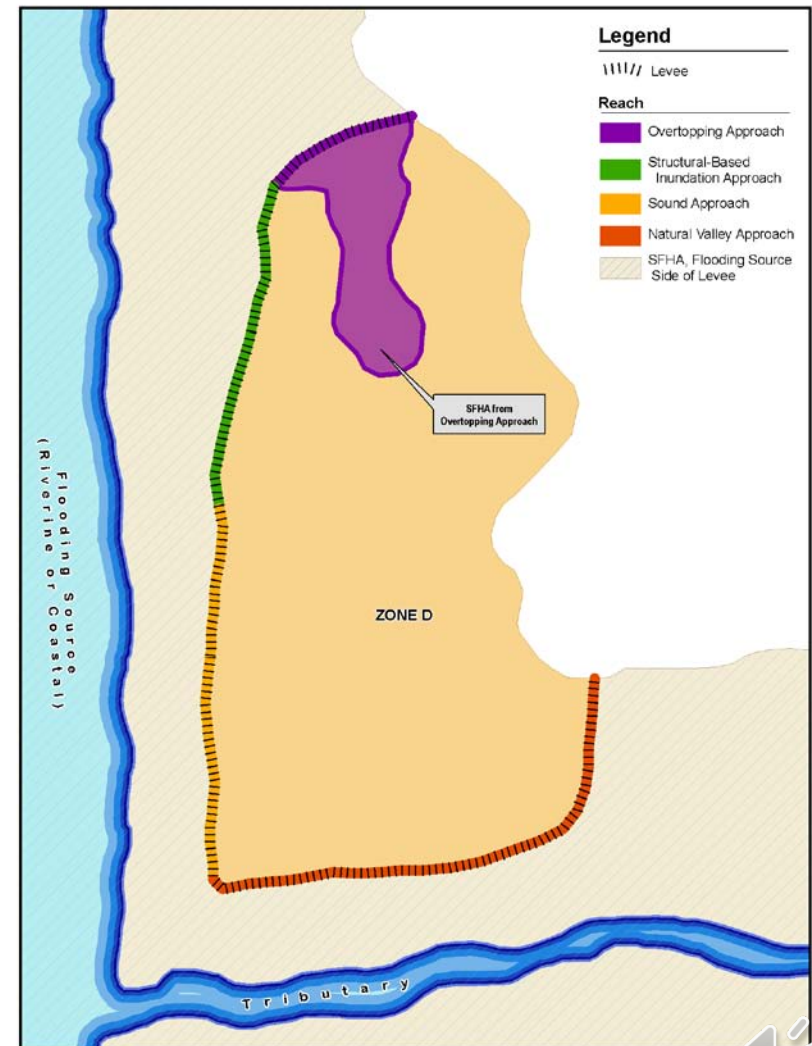 Legend
Levee
Reach
Overtopping Approach
Structural-Based
Inundation Approach
Sound Approach
Natural Valley Approach
SFHA, Flooding Source
Side of Levee
SFHA from
Overtopping Approach
Flooding Source
(Riverine or Coastal)
ZONE D
Tributary